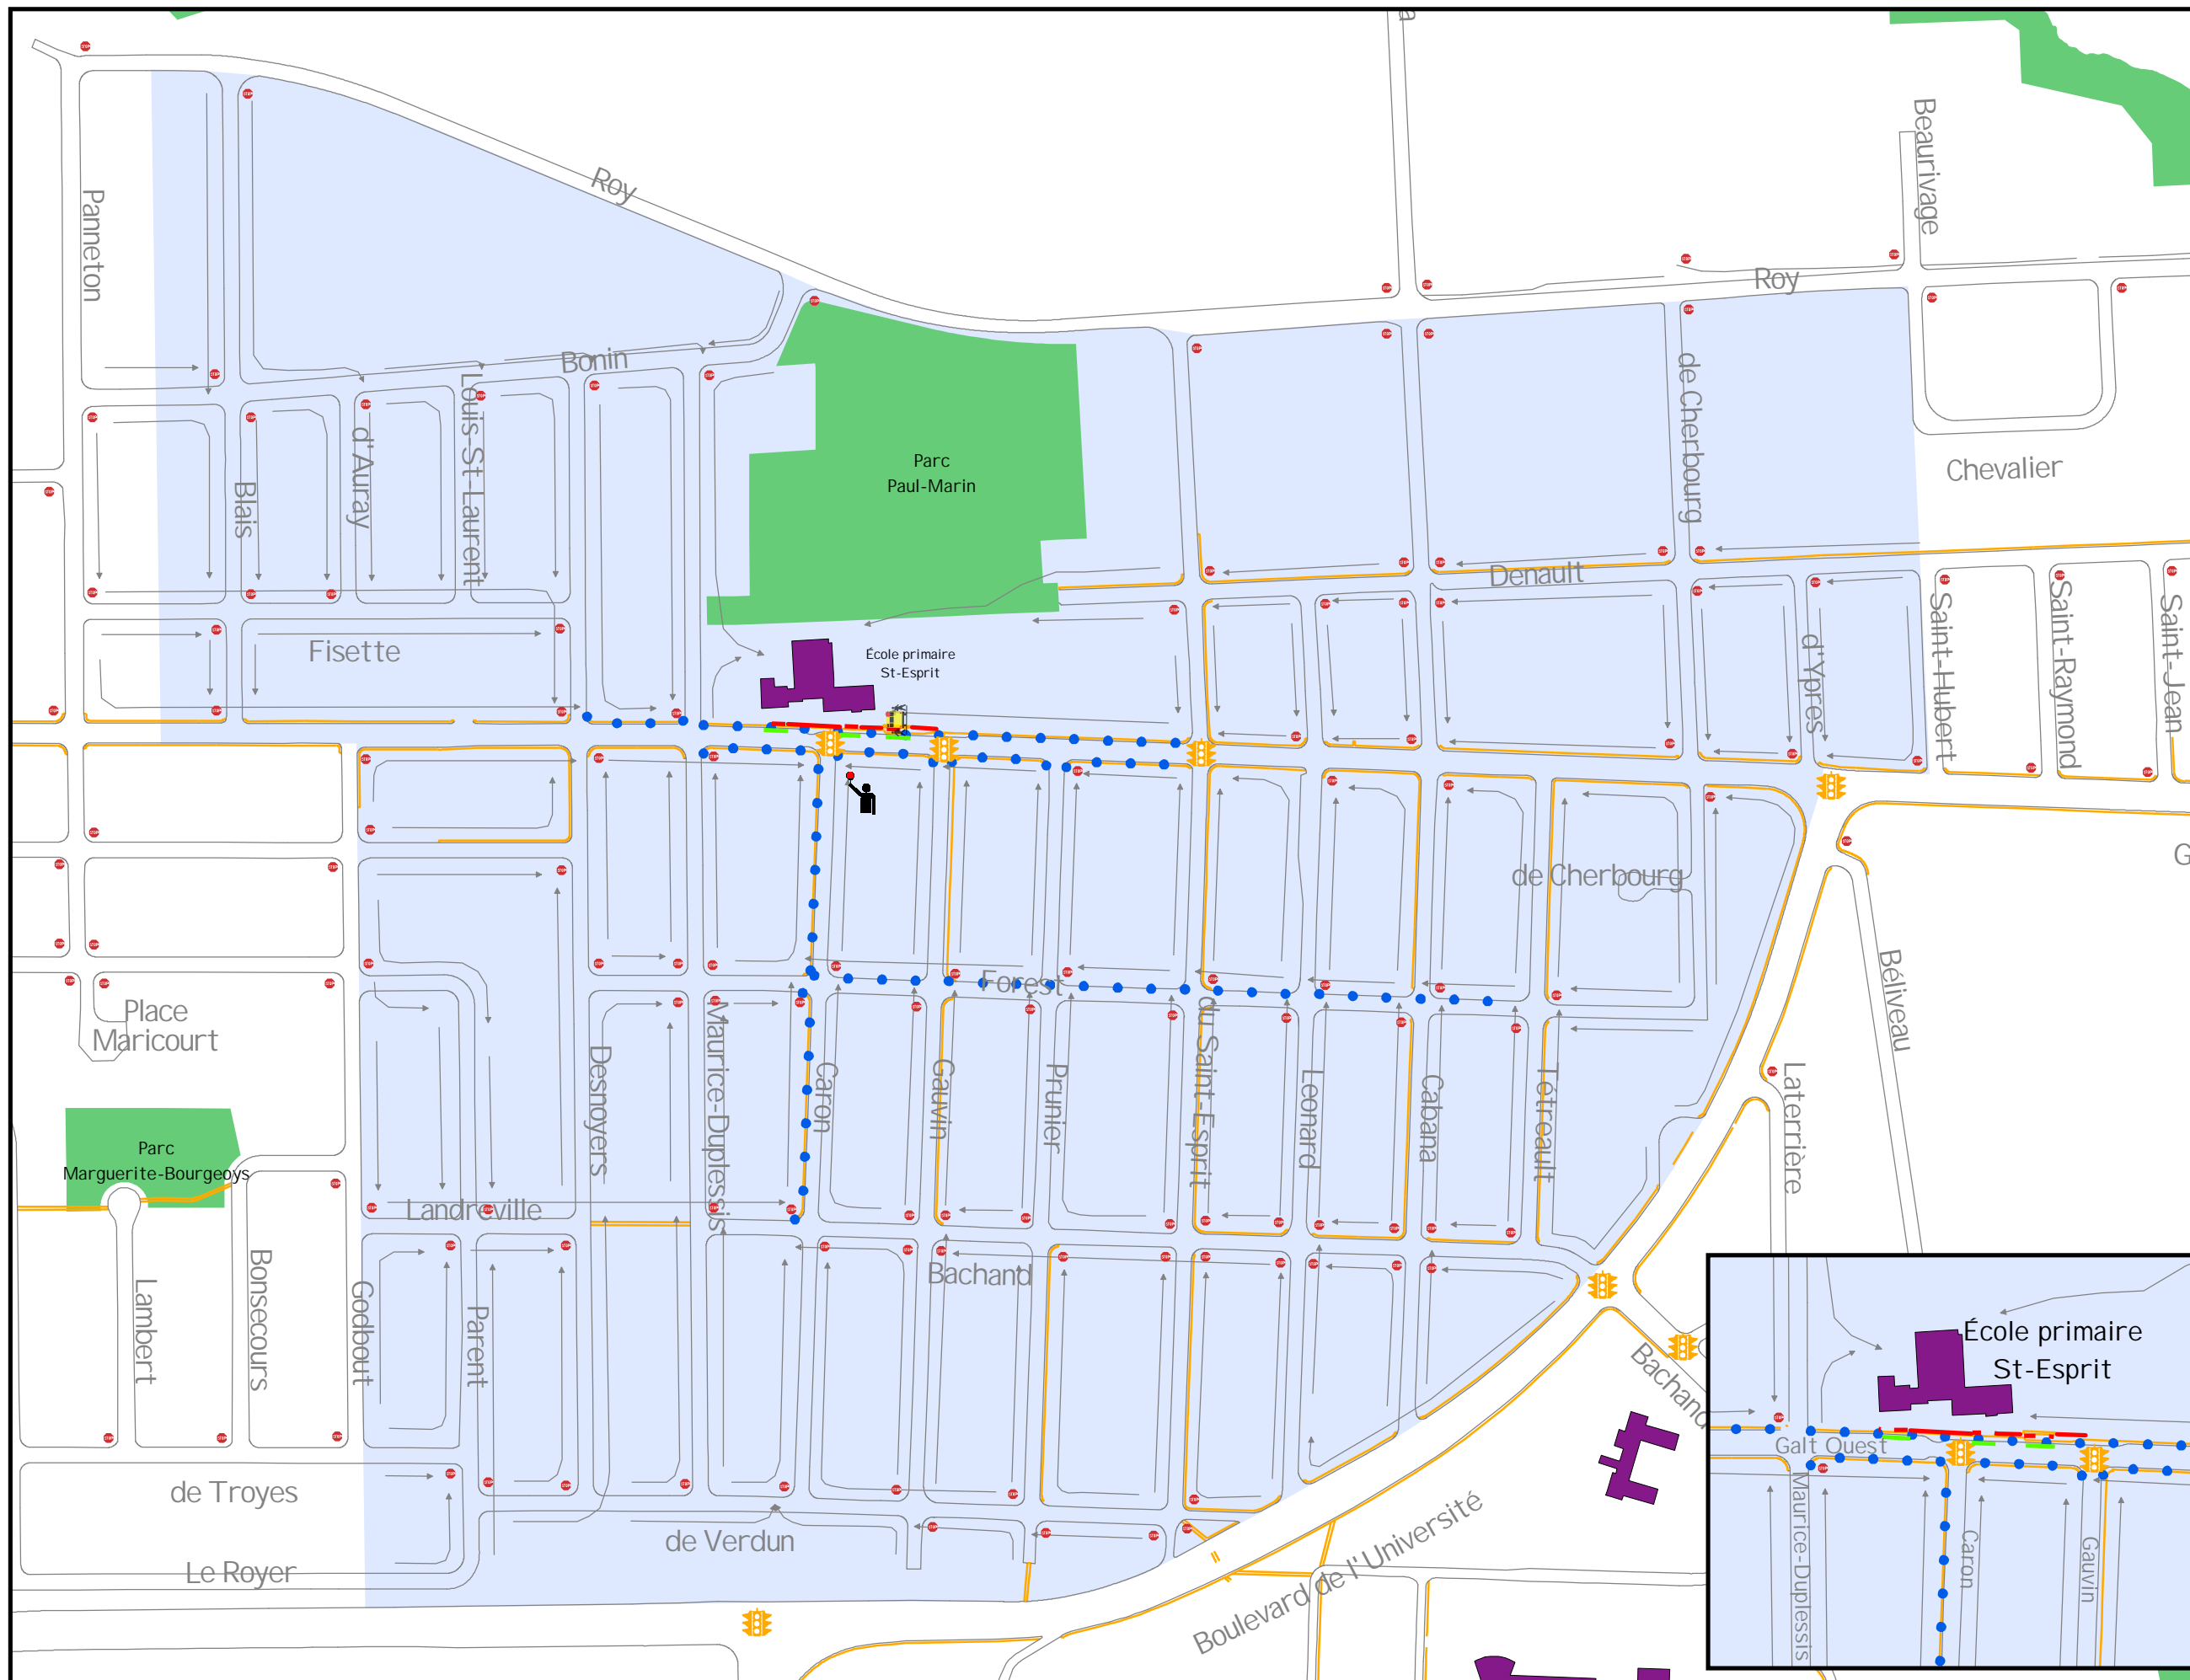 a
Beaurivage
Panneton
Roy
Roy
Bonin
de Cherbourg
Louis-St-Laurent
d'Auray
Blais
Parc
Paul-Marin
Chevalier
Denault
Saint-Hubert
Saint-Raymond
Saint-Jean
d'Ypres
Fisette
École primaire
St-Esprit
G
de Cherbourg
Béliveau
Forest
Place
Maricourt
Desnoyers
Maurice-Duplessis
Caron
Gauvin
Prunier
du Saint-Esprit
Leonard
Cabana
Tétreault
Laterrière
Parc
Marguerite-Bourgeoys
Landreville
Bachand
Lambert
Bonsecours
Godbout
Parent
Bachand
École primaire
St-Esprit
Galt Ouest
Maurice-Duplessis
Caron
Gauvin
de Troyes
de Verdun
Le Royer
Boulevard de l'Université